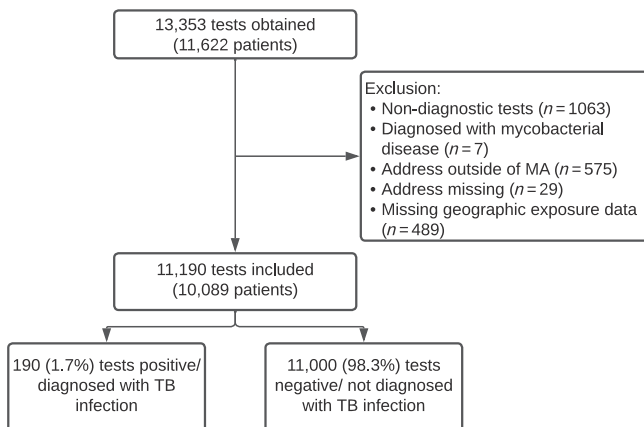 13,353 tests obtained
(11,622 patients)
Exclusion:
• Non-diagnostic tests (n = 1063)
• Diagnosed with mycobacterial
disease (n = 7)
• Address outside of MA (n = 575)
• Address missing (n = 29)
• Missing geographic exposure data
(n = 489)
11,190 tests included
(10,089 patients)
190 (1.7%) tests positive/
diagnosed with TB
infection
11,000 (98.3%) tests
negative/ not diagnosed
with TB infection